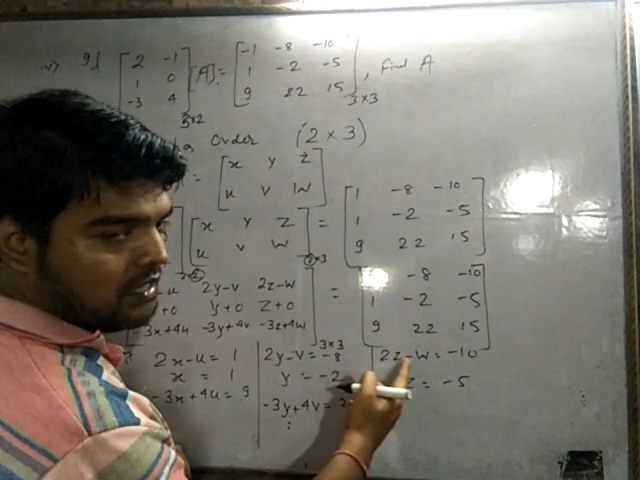 iv) If [2 -1 [A] = [-1 -8 -10 , find A
1 0 1 -2 -5
-3 4]3×2 9 22 15]3×3
order (2×3)
= [x y z
u v w]
[x y z = [1 -8 -10
u v w]2×3 1 -2 -5
9 22 15]
2y-v 2z-w = -8 -10
y+0 z+0 1 -2 -5
-3x+4u -3y+4v -3z+4w]3×3 9 22 15]
2x-u = 1 2y-v = -8 2z-w = -10
x = 1 y = -2 z = -5
-3x+4u = 9 -3y+4v =